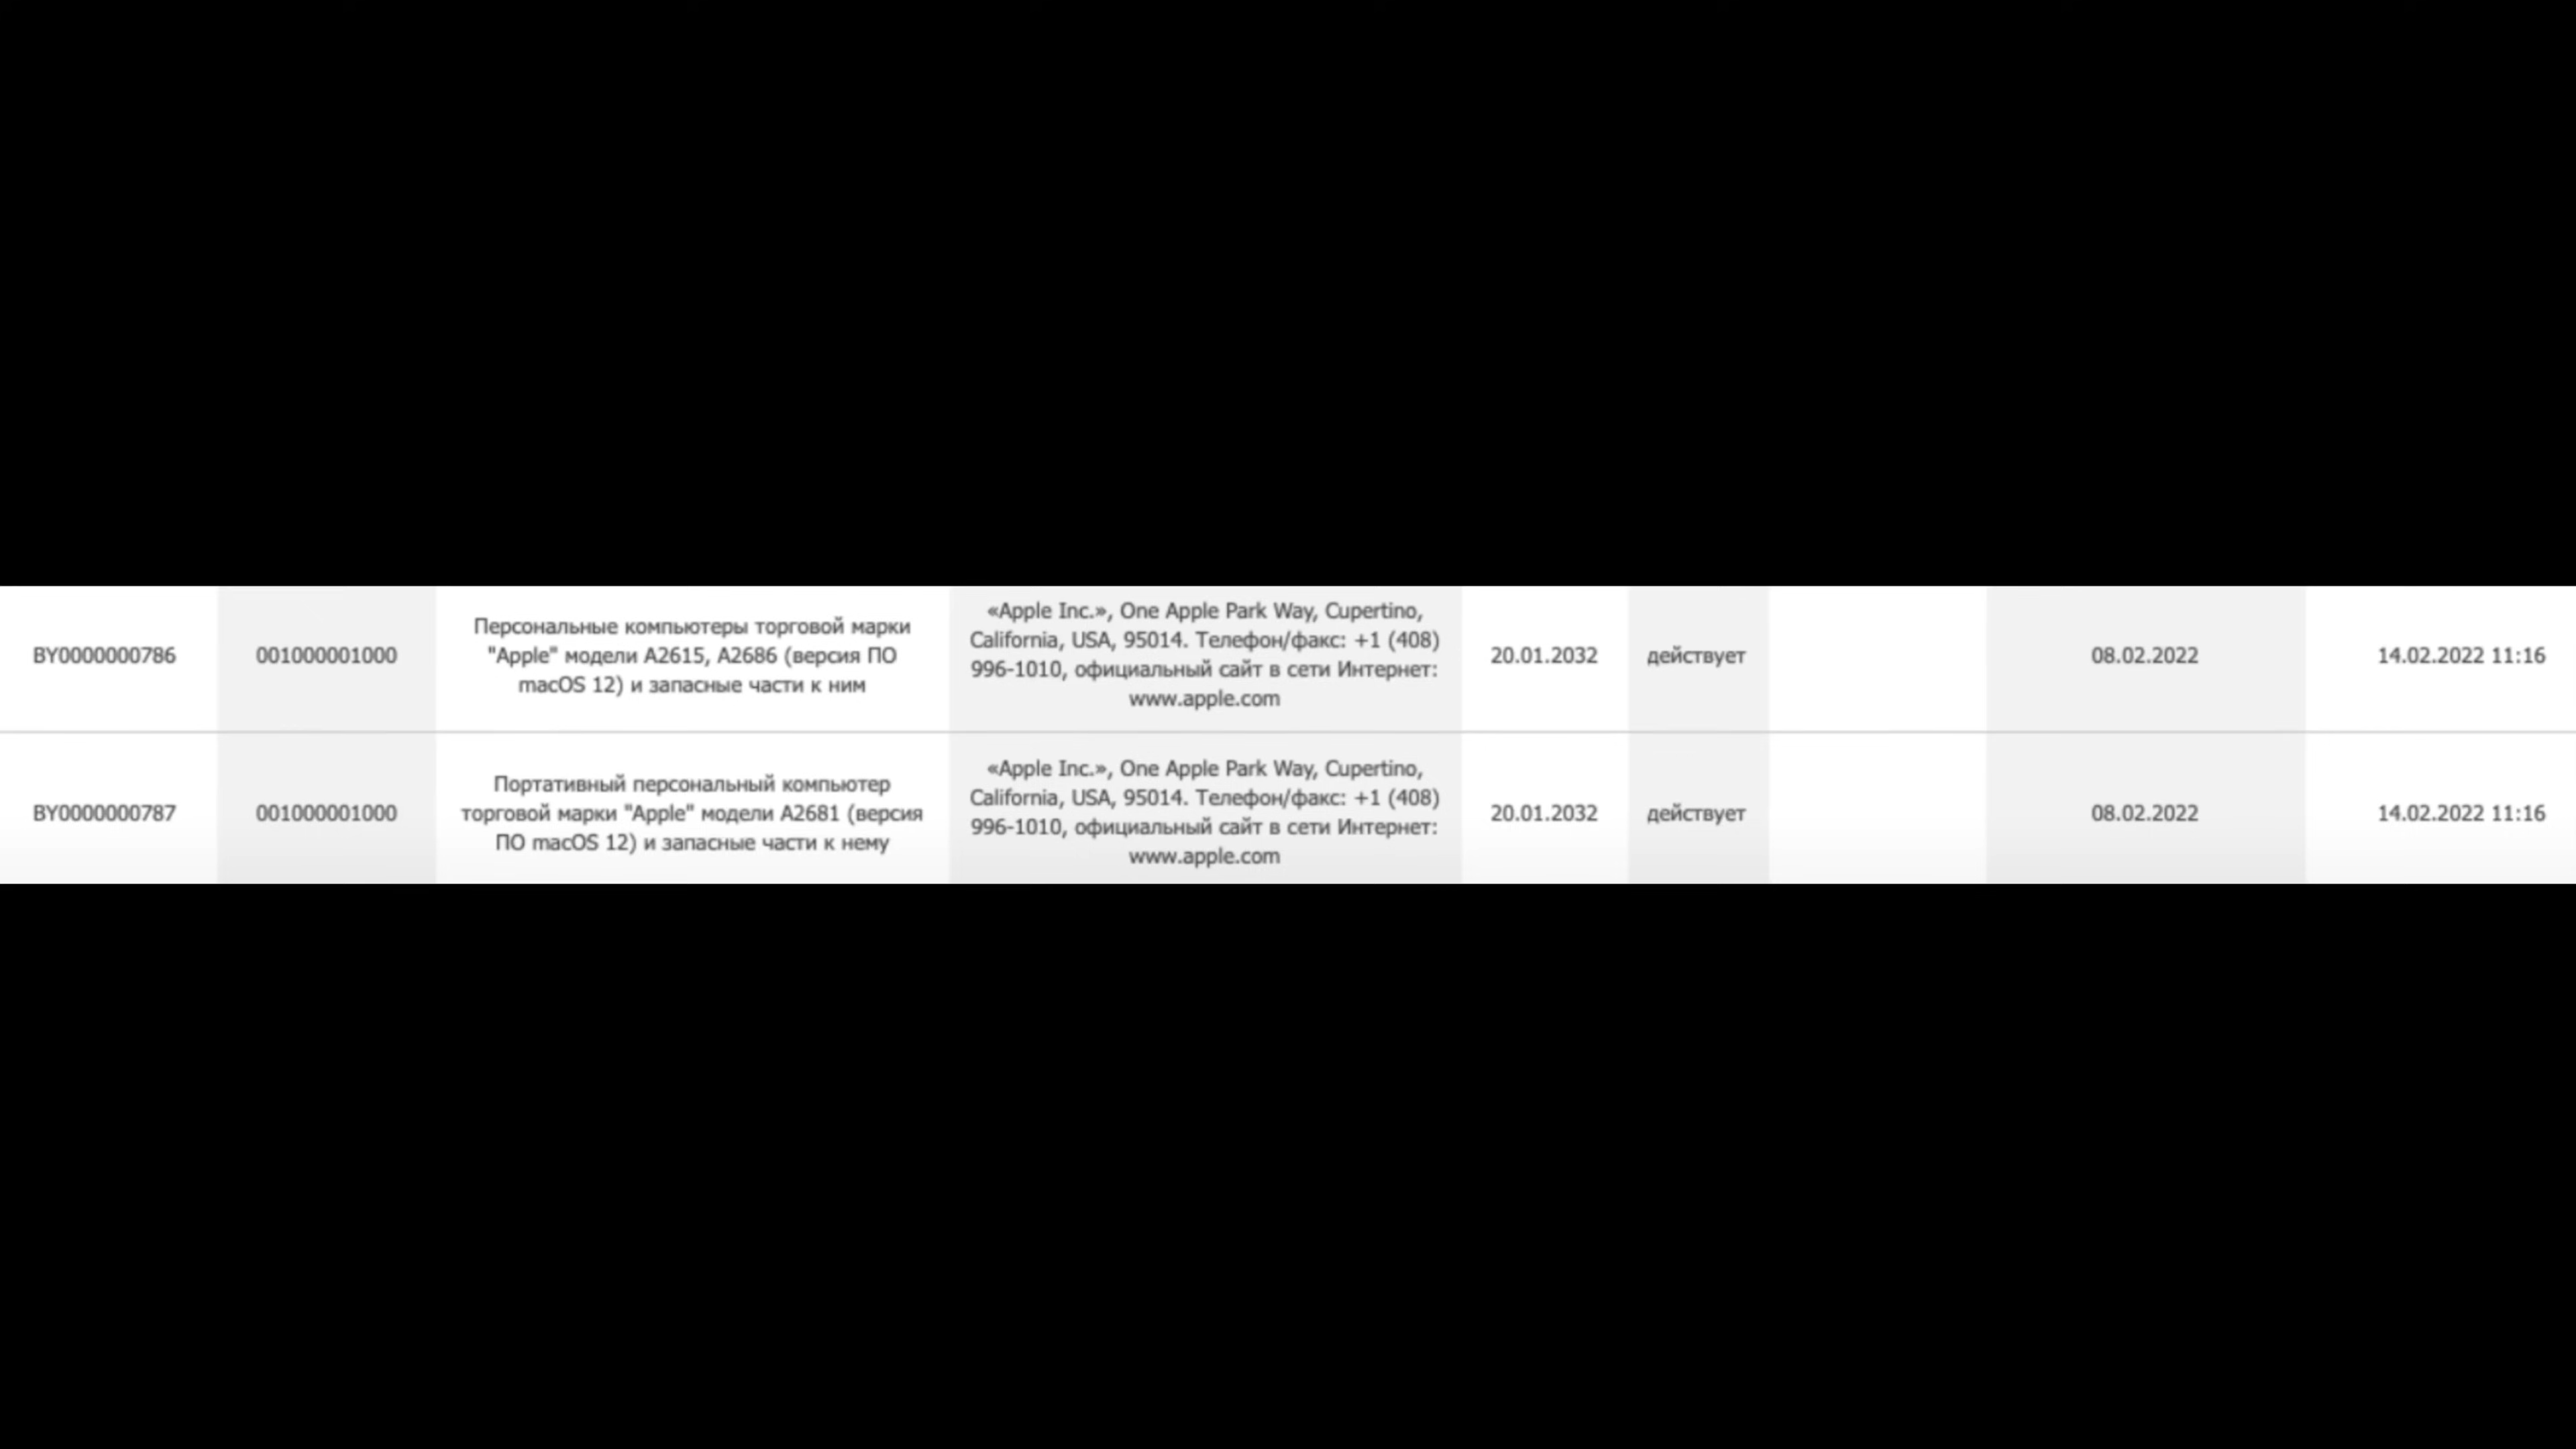 BY0000000786
001000001000
Персональные компьютеры торговой марки
"Apple" модели A2615, A2686 (версия ПО
macOS 12) и запасные части к ним
«Apple Inc.», One Apple Park Way, Cupertino,
California, USA, 95014. Телефон/факс: +1 (408)
996-1010, официальный сайт в сети Интернет:
www.apple.com
20.01.2032
действует
08.02.2022
14.02.2022 11:16
BY0000000787
001000001000
Портативный персональный компьютер
торговой марки "Apple" модели A2681 (версия
ПО macOS 12) и запасные части к нему
«Apple Inc.», One Apple Park Way, Cupertino,
California, USA, 95014. Телефон/факс: +1 (408)
996-1010, официальный сайт в сети Интернет:
www.apple.com
20.01.2032
действует
08.02.2022
14.02.2022 11:16